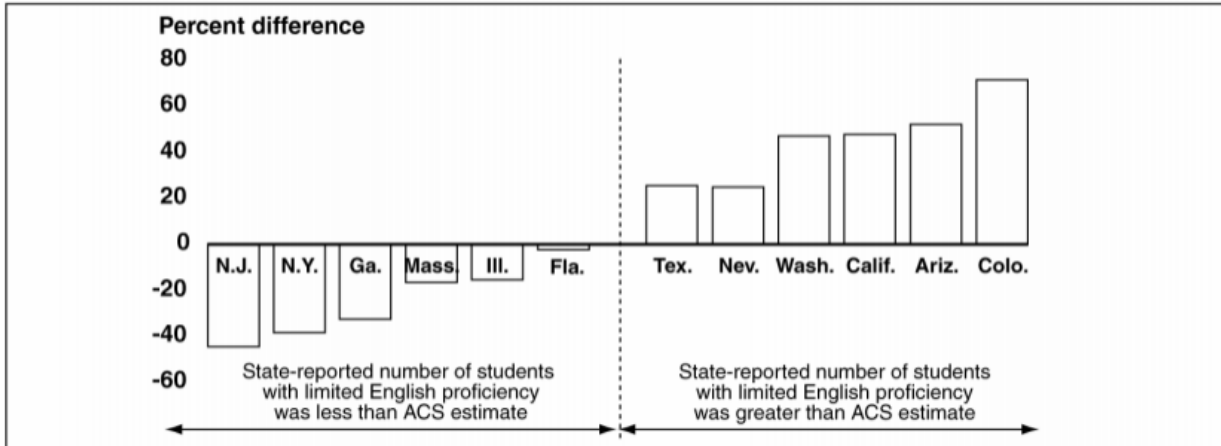 Percent difference
80
60
40
20
0
-20
-40
-60
N.J. N.Y. Ga. Mass. Ill. Fla. Tex. Nev. Wash. Calif. Ariz. Colo.
State-reported number of students
with limited English proficiency
was less than ACS estimate
State-reported number of students
with limited English proficiency
was greater than ACS estimate